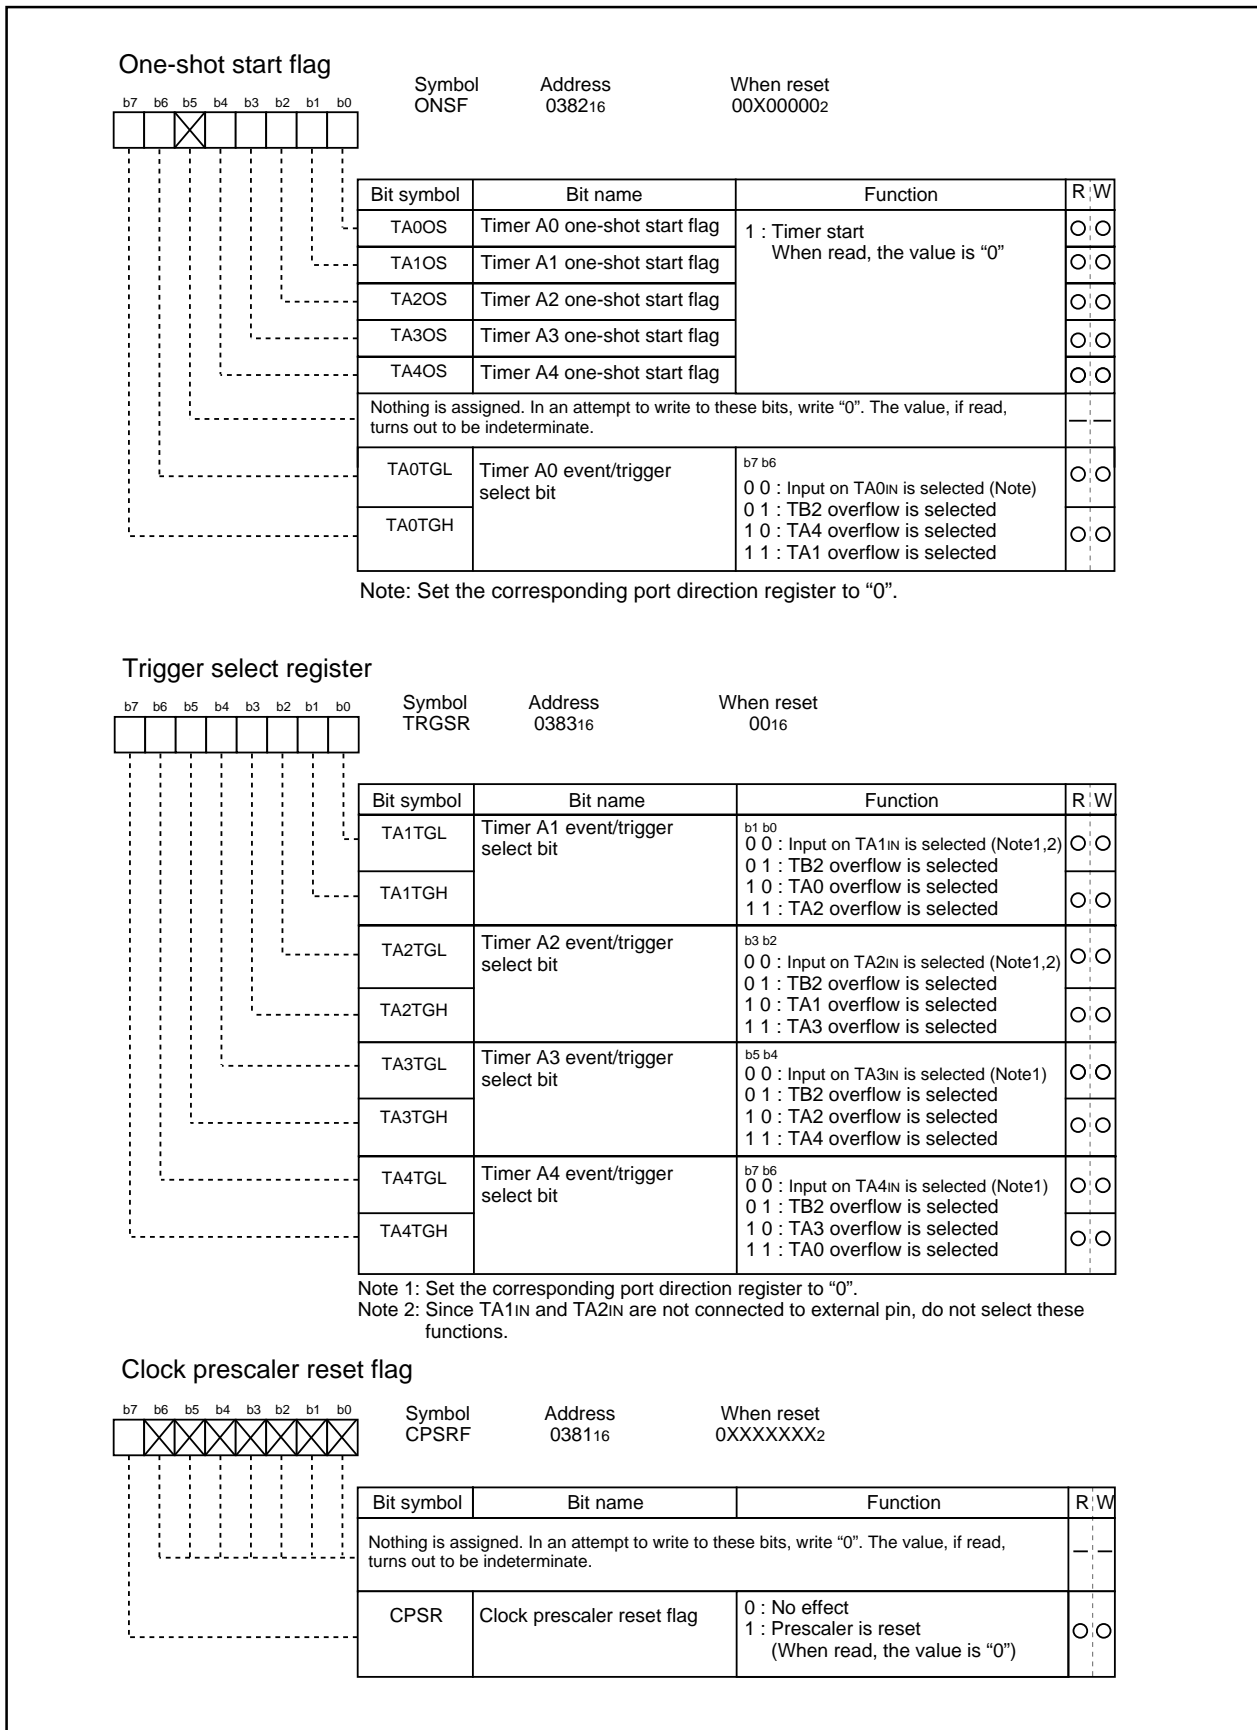 One-shot start flag
Symbol Address When reset
ONSF 038216 00X000002
b7 b6 b5 b4 b3 b2 b1 b0
Bit symbol Bit name Function R W
TA0OS Timer A0 one-shot start flag 1 : Timer start
When read, the value is “0”
TA1OS Timer A1 one-shot start flag
TA2OS Timer A2 one-shot start flag
TA3OS Timer A3 one-shot start flag
TA4OS Timer A4 one-shot start flag
Nothing is assigned. In an attempt to write to these bits, write “0”. The value, if read,
turns out to be indeterminate.
TA0TGL Timer A0 event/trigger
select bit
TA0TGH
b7 b6
0 0 : Input on TA0IN is selected (Note)
0 1 : TB2 overflow is selected
1 0 : TA4 overflow is selected
1 1 : TA1 overflow is selected
Note: Set the corresponding port direction register to “0”.
Trigger select register
Symbol Address When reset
TRGSR 038316 0016
b7 b6 b5 b4 b3 b2 b1 b0
Bit symbol Bit name Function R W
TA1TGL Timer A1 event/trigger
select bit
TA1TGH
b1 b0
0 0 : Input on TA1IN is selected (Note1,2)
0 1 : TB2 overflow is selected
1 0 : TA0 overflow is selected
1 1 : TA2 overflow is selected
TA2TGL Timer A2 event/trigger
select bit
TA2TGH
b3 b2
0 0 : Input on TA2IN is selected (Note1,2)
0 1 : TB2 overflow is selected
1 0 : TA1 overflow is selected
1 1 : TA3 overflow is selected
TA3TGL Timer A3 event/trigger
select bit
TA3TGH
b5 b4
0 0 : Input on TA3IN is selected (Note1)
0 1 : TB2 overflow is selected
1 0 : TA2 overflow is selected
1 1 : TA4 overflow is selected
TA4TGL Timer A4 event/trigger
select bit
TA4TGH
b7 b6
0 0 : Input on TA4IN is selected (Note1)
0 1 : TB2 overflow is selected
1 0 : TA3 overflow is selected
1 1 : TA0 overflow is selected
Note 1: Set the corresponding port direction register to “0”.
Note 2: Since TA1IN and TA2IN are not connected to external pin, do not select these
functions.
Clock prescaler reset flag
Symbol Address When reset
CPSRF 038116 0XXXXXXX2
b7 b6 b5 b4 b3 b2 b1 b0
Bit symbol Bit name Function R W
Nothing is assigned. In an attempt to write to these bits, write “0”. The value, if read,
turns out to be indeterminate.
CPSR Clock prescaler reset flag 0 : No effect
1 : Prescaler is reset
(When read, the value is “0”)